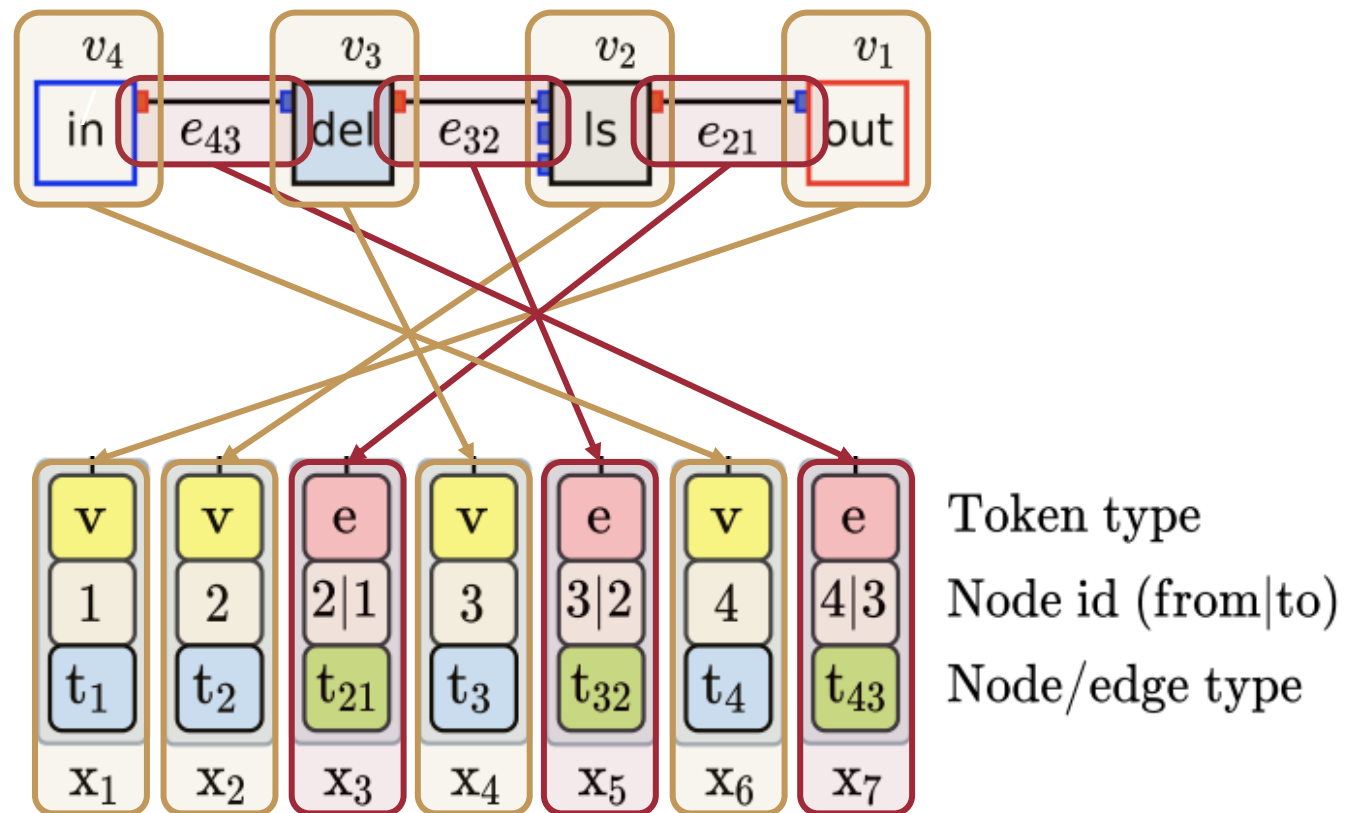 v4 v3 v2 v1
in e43 del e32 ls e21 out
v v e v e v e Token type
1 2 2|1 3 3|2 4 4|3 Node id (from|to)
t1 t2 t21 t3 t32 t4 t43 Node/edge type
x1 x2 x3 x4 x5 x6 x7